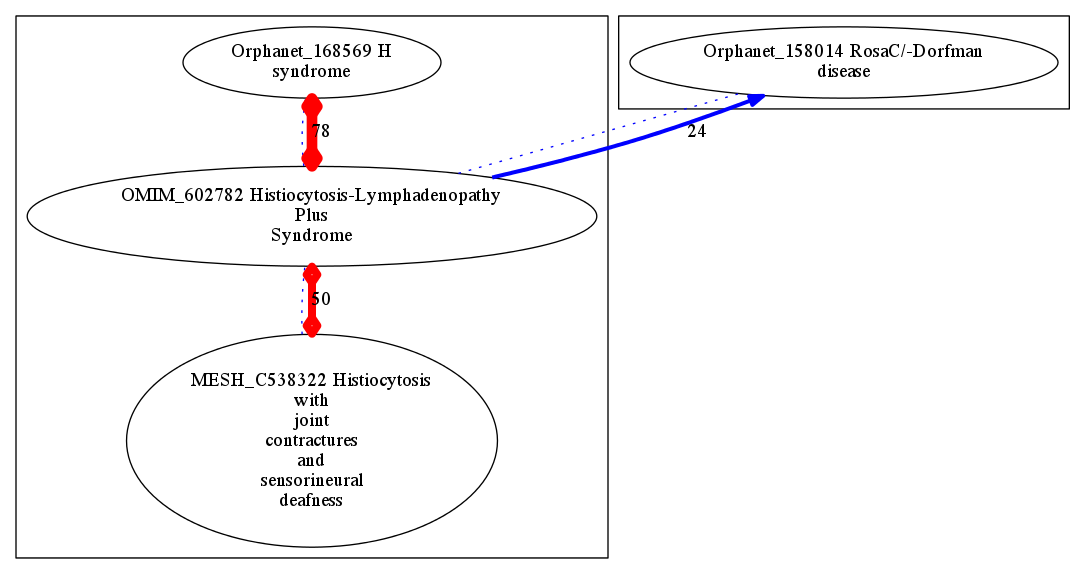 Orphanet_168569 H
syndrome
Orphanet_158014 RosaC/-Dorfman
disease
78
24
OMIM_602782 Histiocytosis-Lymphadenopathy
Plus
Syndrome
50
MESH_C538322 Histiocytosis
with
joint
contractures
and
sensorineural
deafness